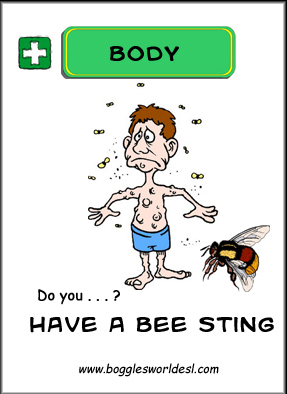 BODY
Do you . . . ?
HAVE A BEE STING
www.bogglesworldesl.com